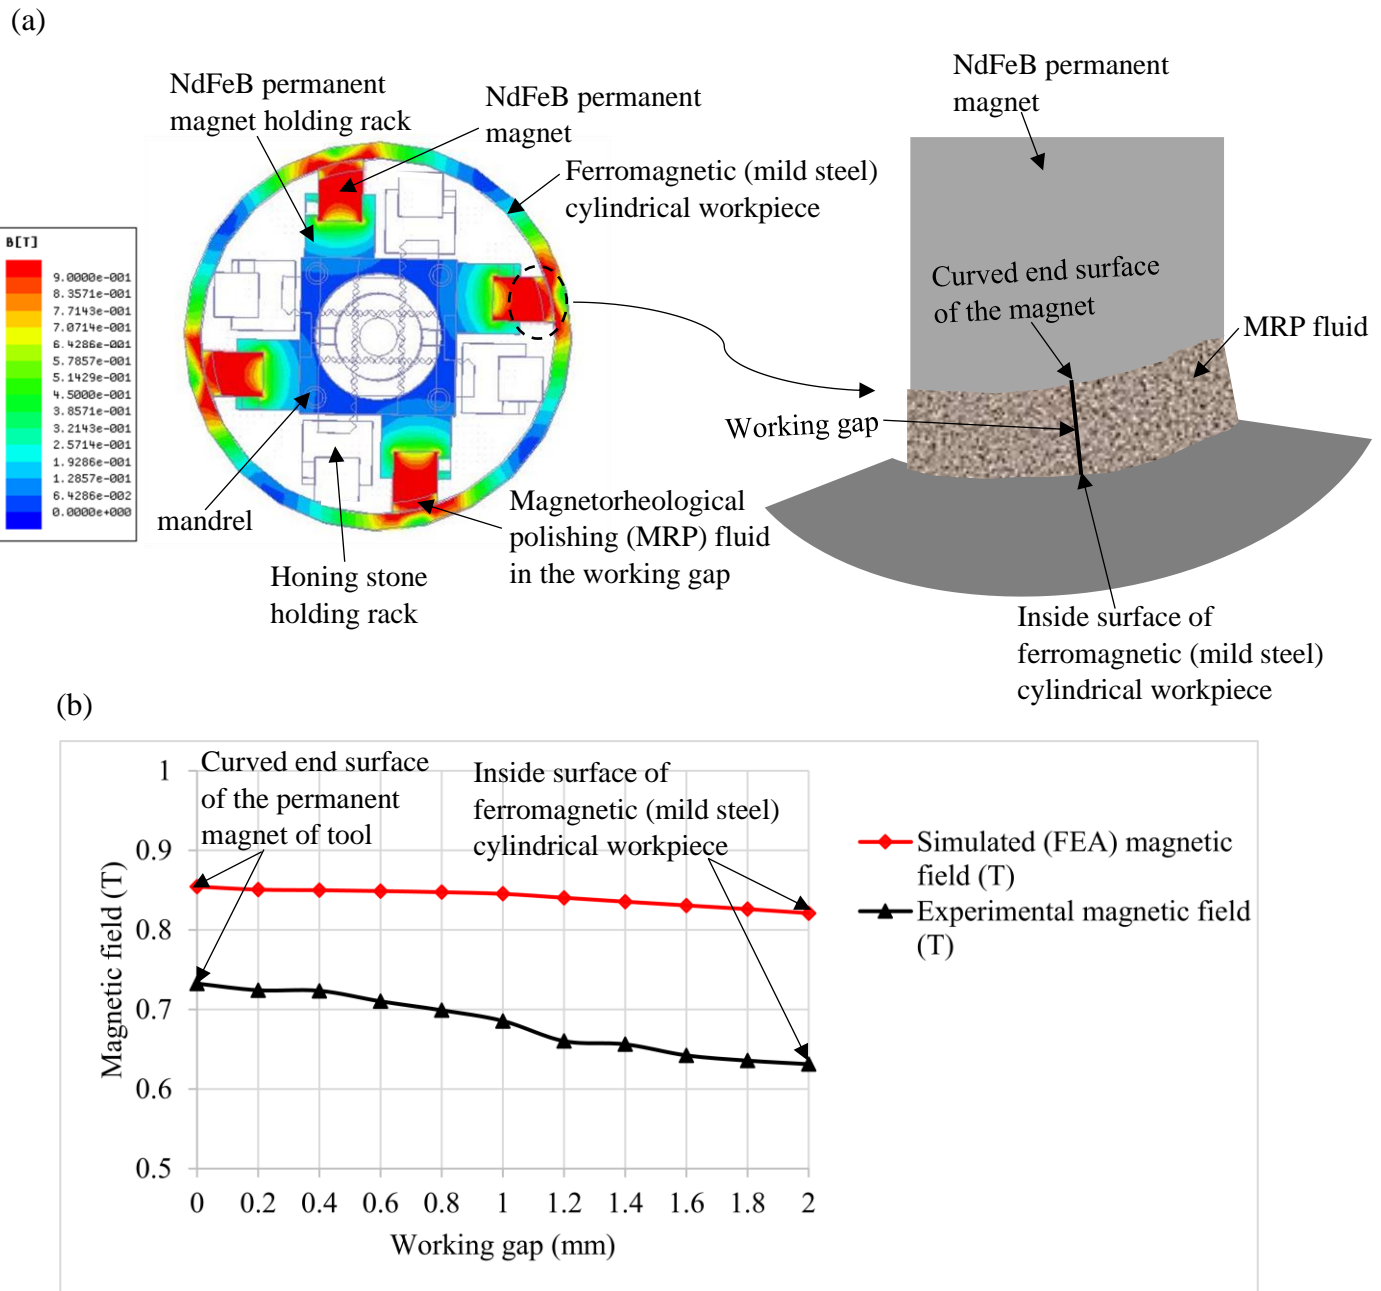 (a)
NdFeB permanent
magnet holding rack
NdFeB permanent
magnet
Ferromagnetic (mild steel)
cylindrical workpiece
NdFeB permanent
magnet
B[T]
9.0000e-001
8.3571e-001
7.7143e-001
7.0714e-001
6.4286e-001
5.7857e-001
5.1429e-001
4.5000e-001
3.8571e-001
3.2143e-001
2.5714e-001
1.9286e-001
1.2857e-001
6.4286e-002
0.0000e+000
Curved end surface
of the magnet
MRP fluid
Working gap
mandrel
Magnetorheological
polishing (MRP) fluid
in the working gap
Honing stone
holding rack
Inside surface of
ferromagnetic (mild steel)
cylindrical workpiece
(b)
Curved end surface
of the permanent
magnet of tool
Inside surface of
ferromagnetic (mild steel)
cylindrical workpiece
1
0.9
0.8
0.7
0.6
0.5
Magnetic field (T)
0 0.2 0.4 0.6 0.8 1 1.2 1.4 1.6 1.8 2
Working gap (mm)
Simulated (FEA) magnetic
field (T)
Experimental magnetic field
(T)